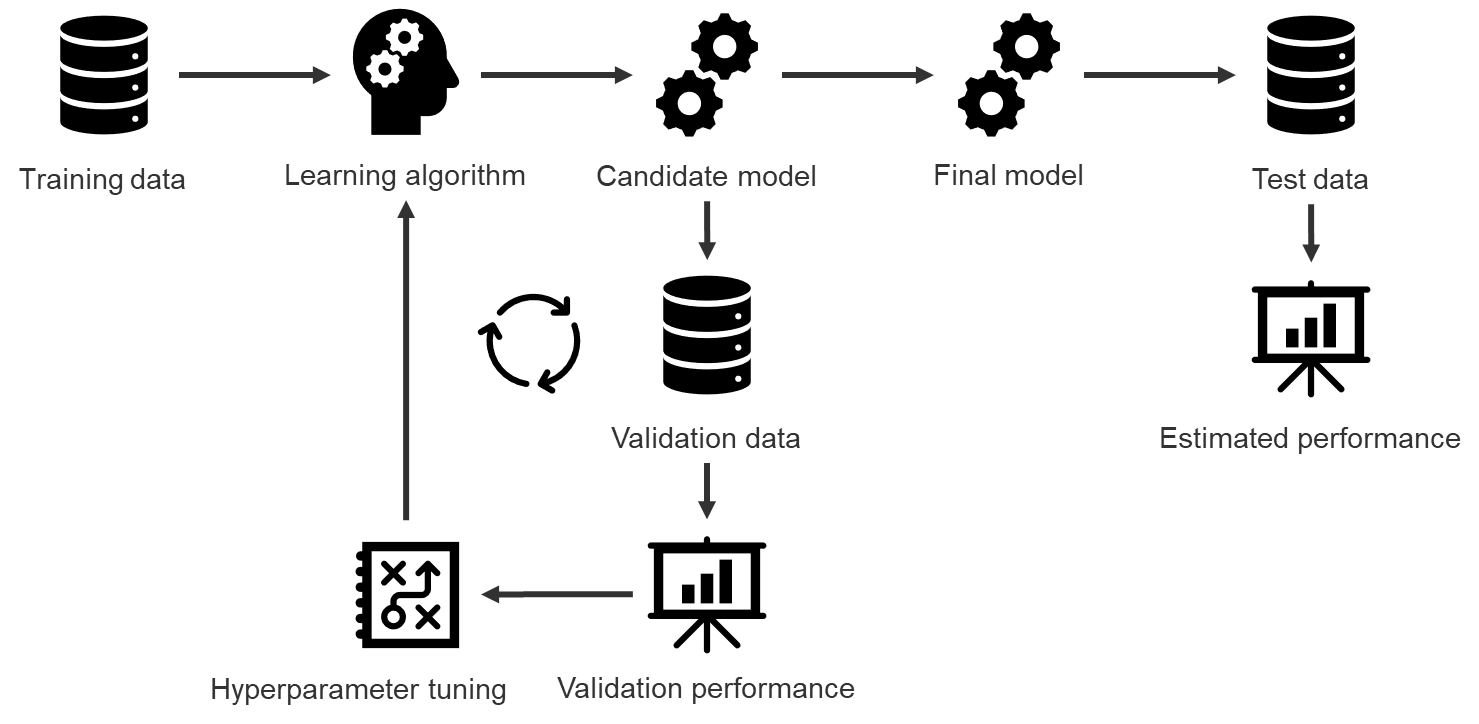 Training data
Learning algorithm
Candidate model
Final model
Test data
Validation data
Estimated performance
Hyperparameter tuning
Validation performance